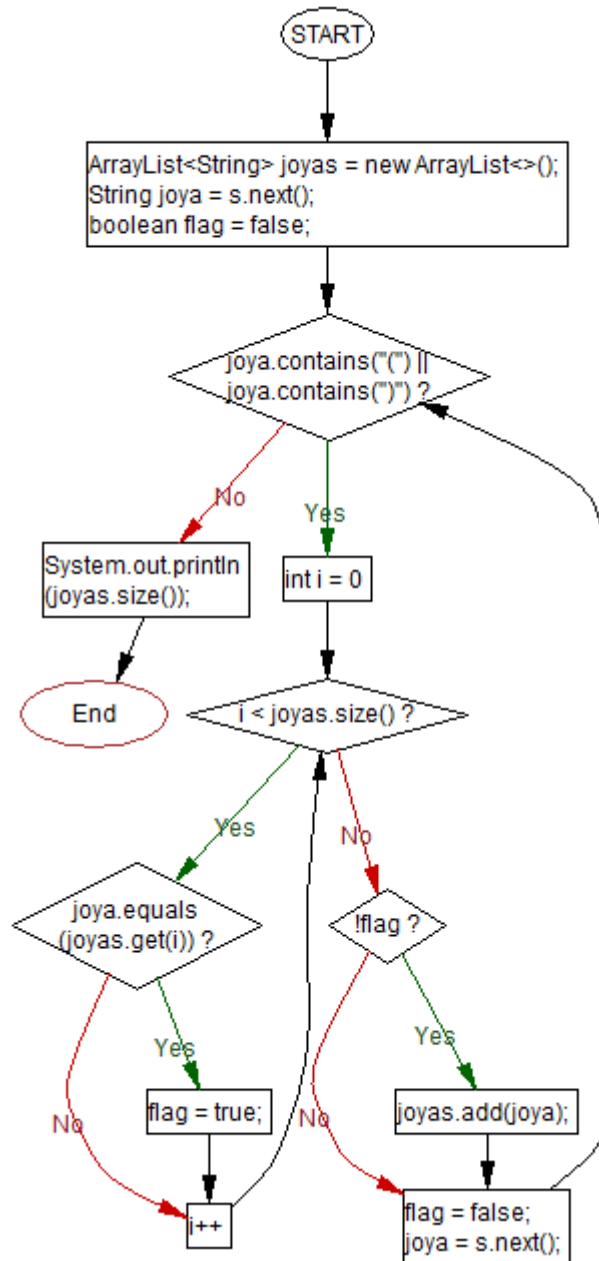 START
ArrayList<String> joyas = new ArrayList<>();
String joya = s.next();
boolean flag = false;
joya.contains("(") ||
joya.contains(")") ?
No
Yes
System.out.println
(joyas.size());
int i = 0
End
i < joyas.size() ?
Yes
No
joya.equals
(joyas.get(i)) ?
!flag ?
Yes
Yes
No
No
flag = true;
joyas.add(joya);
i++
flag = false;
joya = s.next();